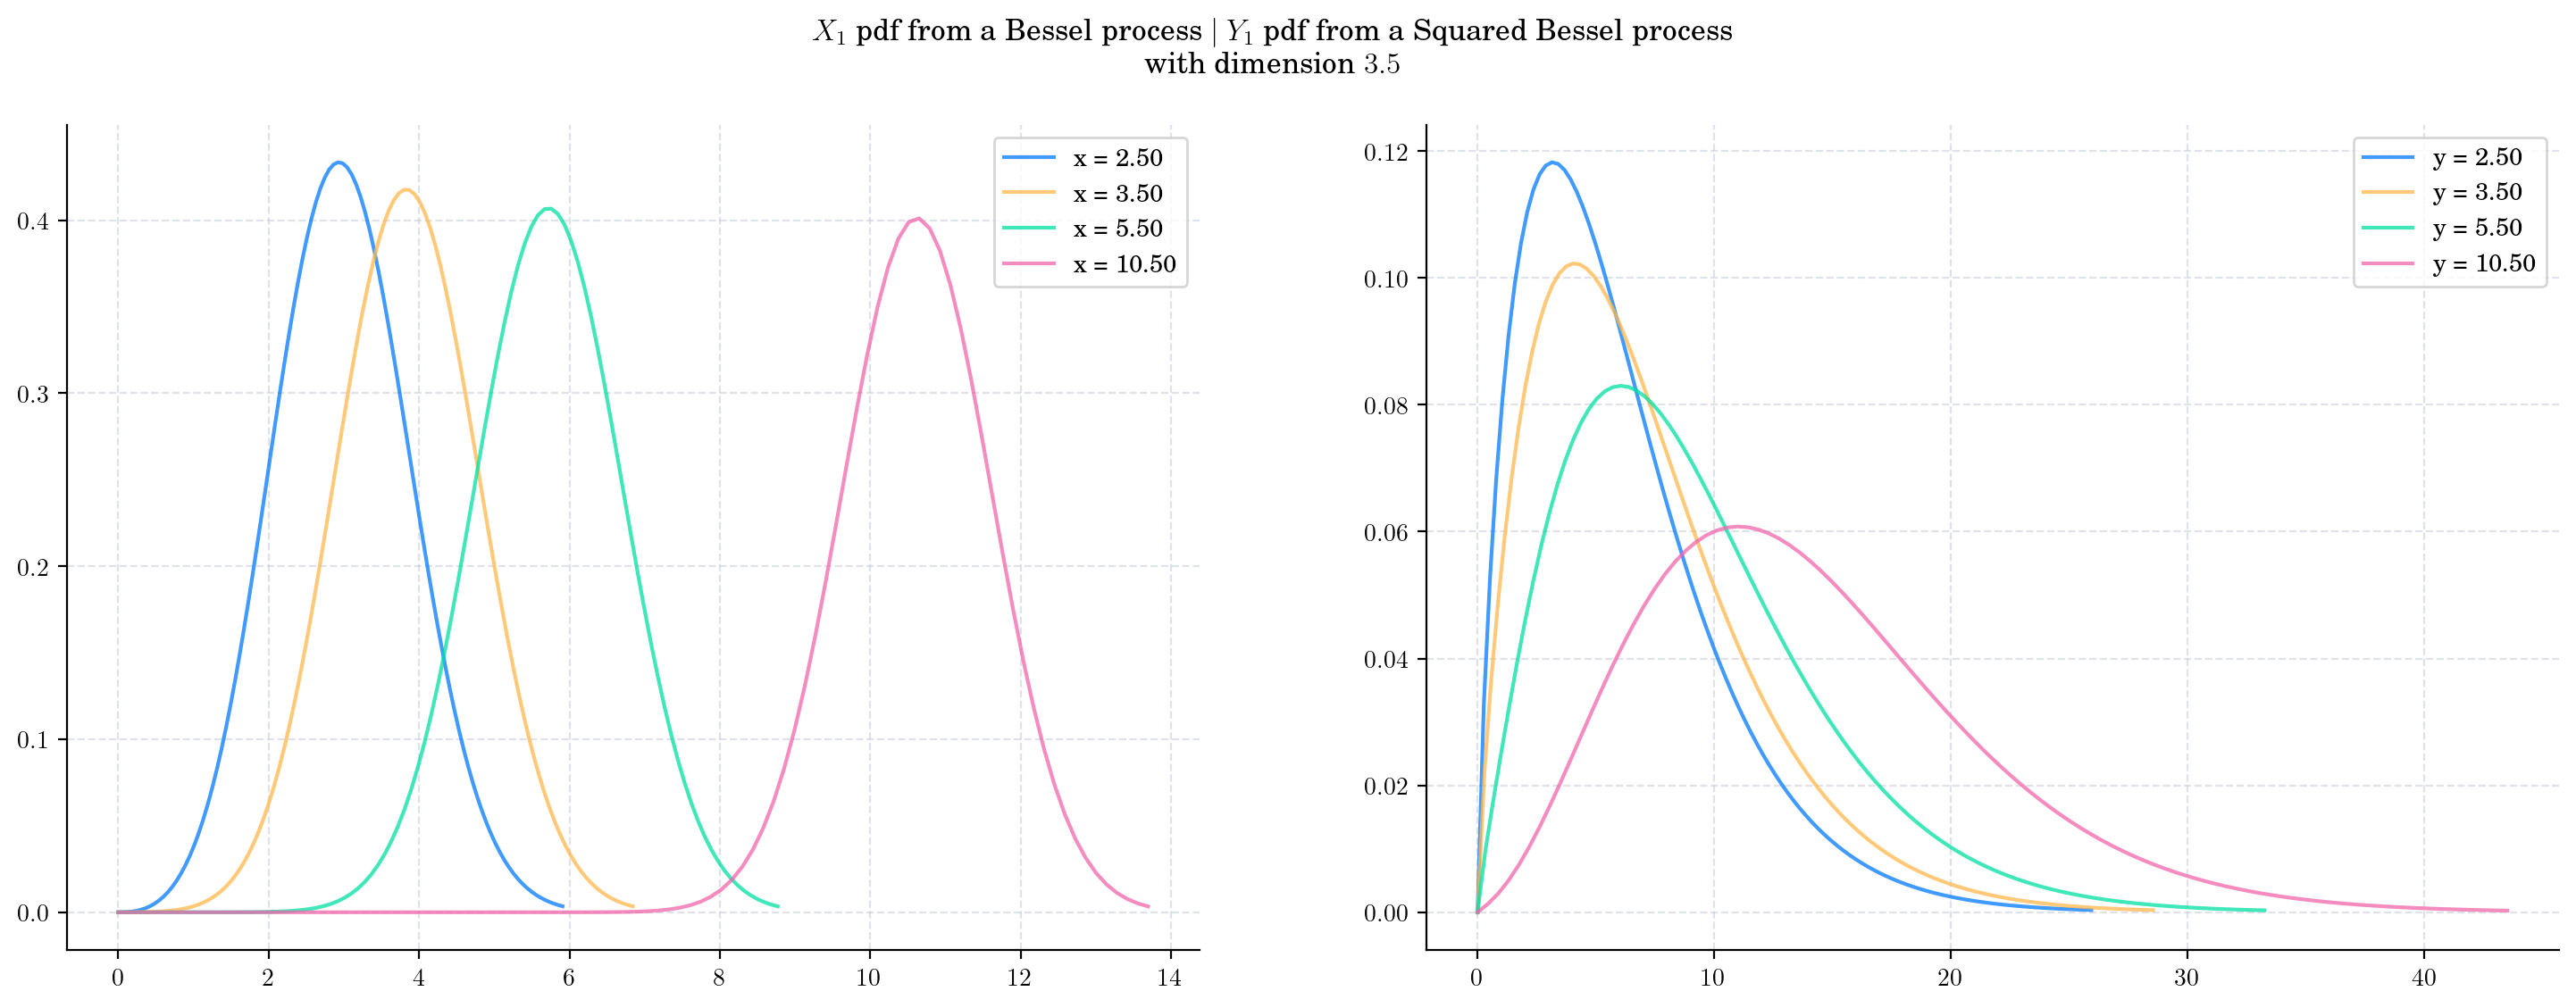 X₁ pdf from a Bessel process | Y₁ pdf from a Squared Bessel process
with dimension 3.5
x = 2.50
x = 3.50
x = 5.50
x = 10.50
0.4
0.3
0.2
0.1
0.0
0 2 4 6 8 10 12 14
y = 2.50
y = 3.50
y = 5.50
y = 10.50
0.12
0.10
0.08
0.06
0.04
0.02
0.00
0 10 20 30 40